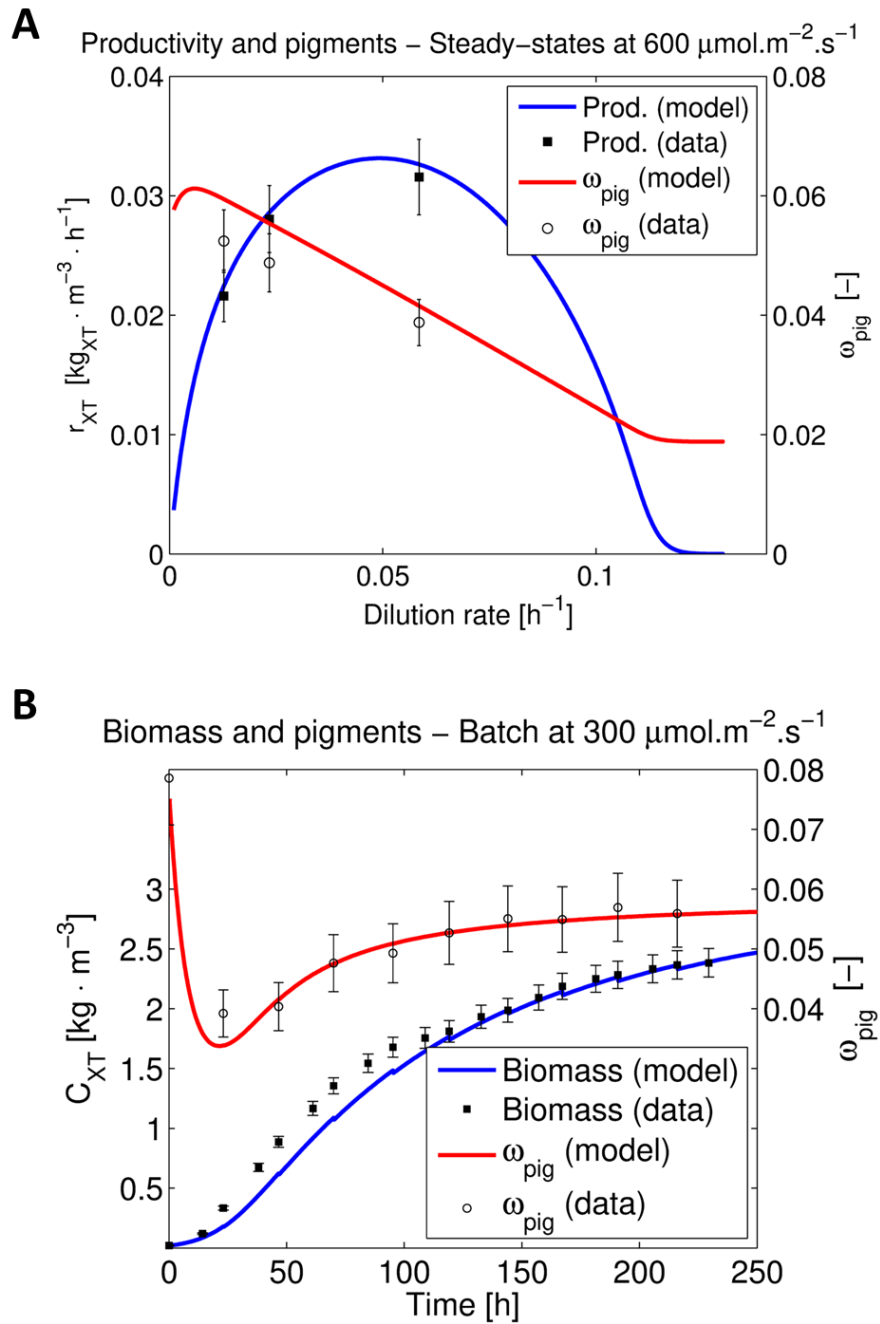 A
Productivity and pigments − Steady−states at 600 μmol.m⁻².s⁻¹
0.04
0.03
0.02
0.01
0
r_XT [kg_XT · m⁻³ · h⁻¹]
0.08
0.06
0.04
0.02
0
ω_pig [−]
Prod. (model)
Prod. (data)
ω_pig (model)
ω_pig (data)
0 0.05 0.1
Dilution rate [h⁻¹]
B
Biomass and pigments − Batch at 300 μmol.m⁻².s⁻¹
3
2.5
2
1.5
1
0.5
C_XT [kg · m⁻³]
0.08
0.07
0.06
0.05
0.04
ω_pig [−]
Biomass (model)
Biomass (data)
ω_pig (model)
ω_pig (data)
0 50 100 150 200 250
Time [h]